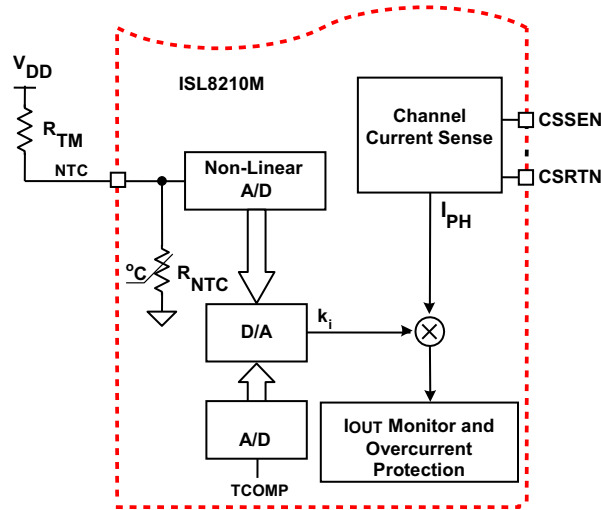 VDD
RTM
NTC
ISL8210M
Non-Linear
A/D
°C
RNTC
D/A
ki
A/D
TCOMP
Channel
Current Sense
CSSEN
CSRTN
IPH
IOUT Monitor and
Overcurrent
Protection